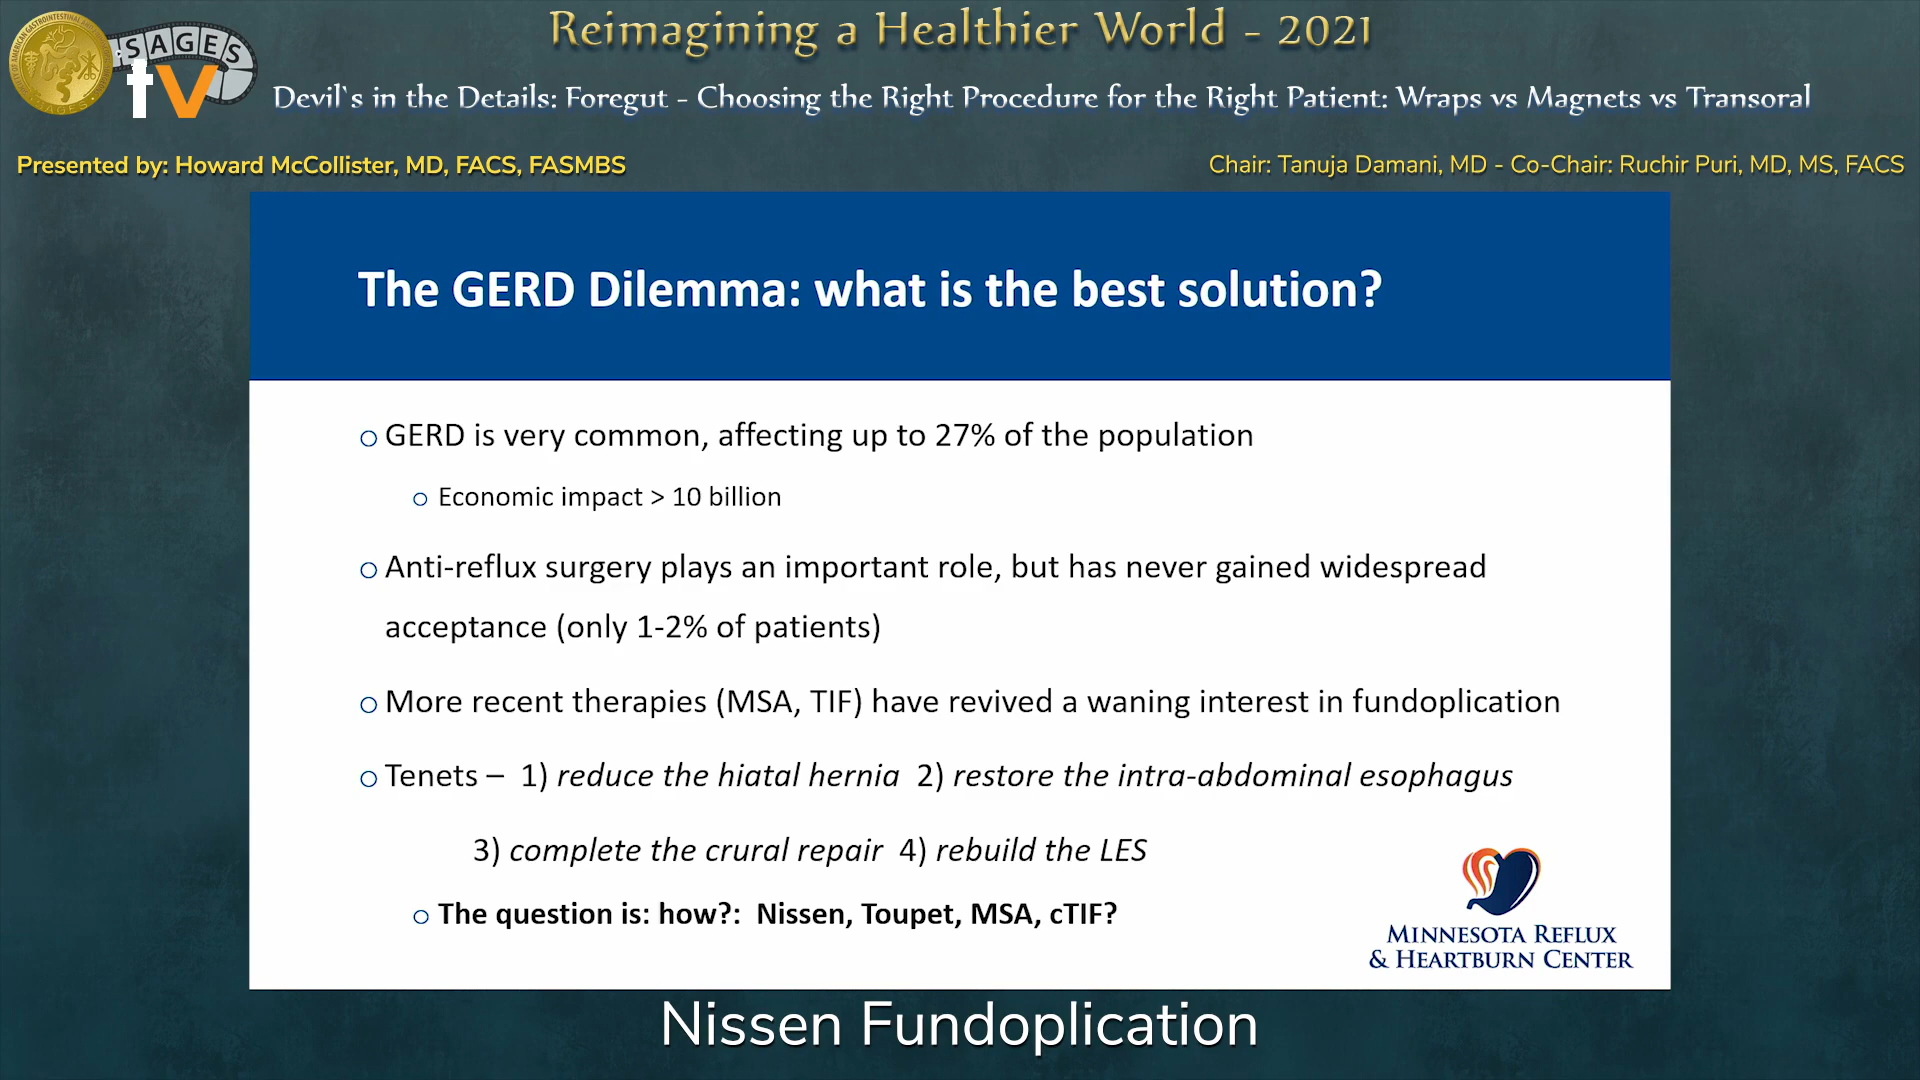 Reimagining a Healthier World - 2021
SAGES
tv
Devil`s in the Details: Foregut - Choosing the Right Procedure for the Right Patient: Wraps vs Magnets vs Transoral
Presented by: Howard McCollister, MD, FACS, FASMBS
Chair: Tanuja Damani, MD - Co-Chair: Ruchir Puri, MD, MS, FACS
The GERD Dilemma: what is the best solution?
GERD is very common, affecting up to 27% of the population
Economic impact > 10 billion
Anti-reflux surgery plays an important role, but has never gained widespread
acceptance (only 1-2% of patients)
More recent therapies (MSA, TIF) have revived a waning interest in fundoplication
Tenets – 1) reduce the hiatal hernia 2) restore the intra-abdominal esophagus
3) complete the crural repair 4) rebuild the LES
The question is: how?: Nissen, Toupet, MSA, cTIF?
MINNESOTA REFLUX
& HEARTBURN CENTER
Nissen Fundoplication